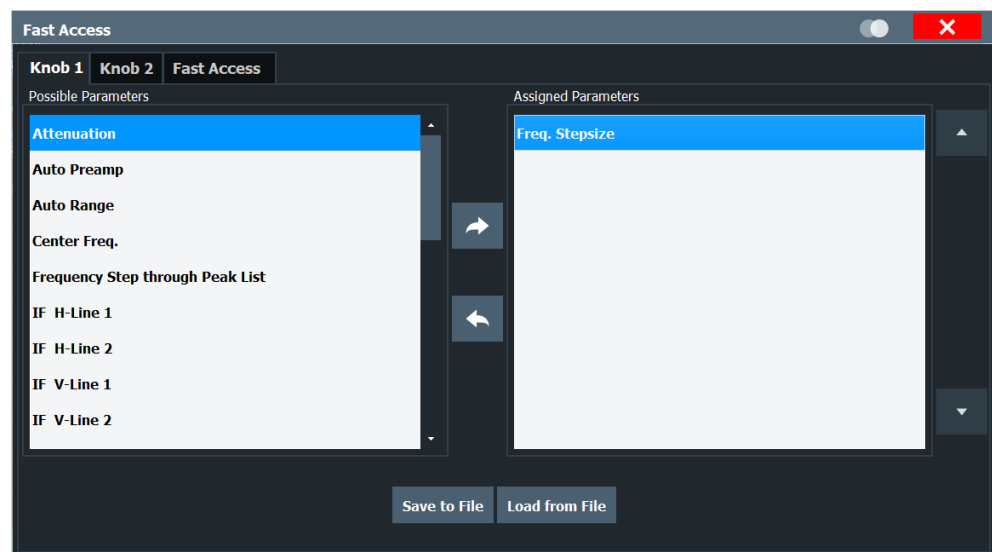 Fast Access
Knob 1 Knob 2 Fast Access
Possible Parameters
Assigned Parameters
Attenuation
Auto Preamp
Auto Range
Center Freq.
Frequency Step through Peak List
IF H-Line 1
IF H-Line 2
IF V-Line 1
IF V-Line 2
Freq. Stepsize
Save to File Load from File